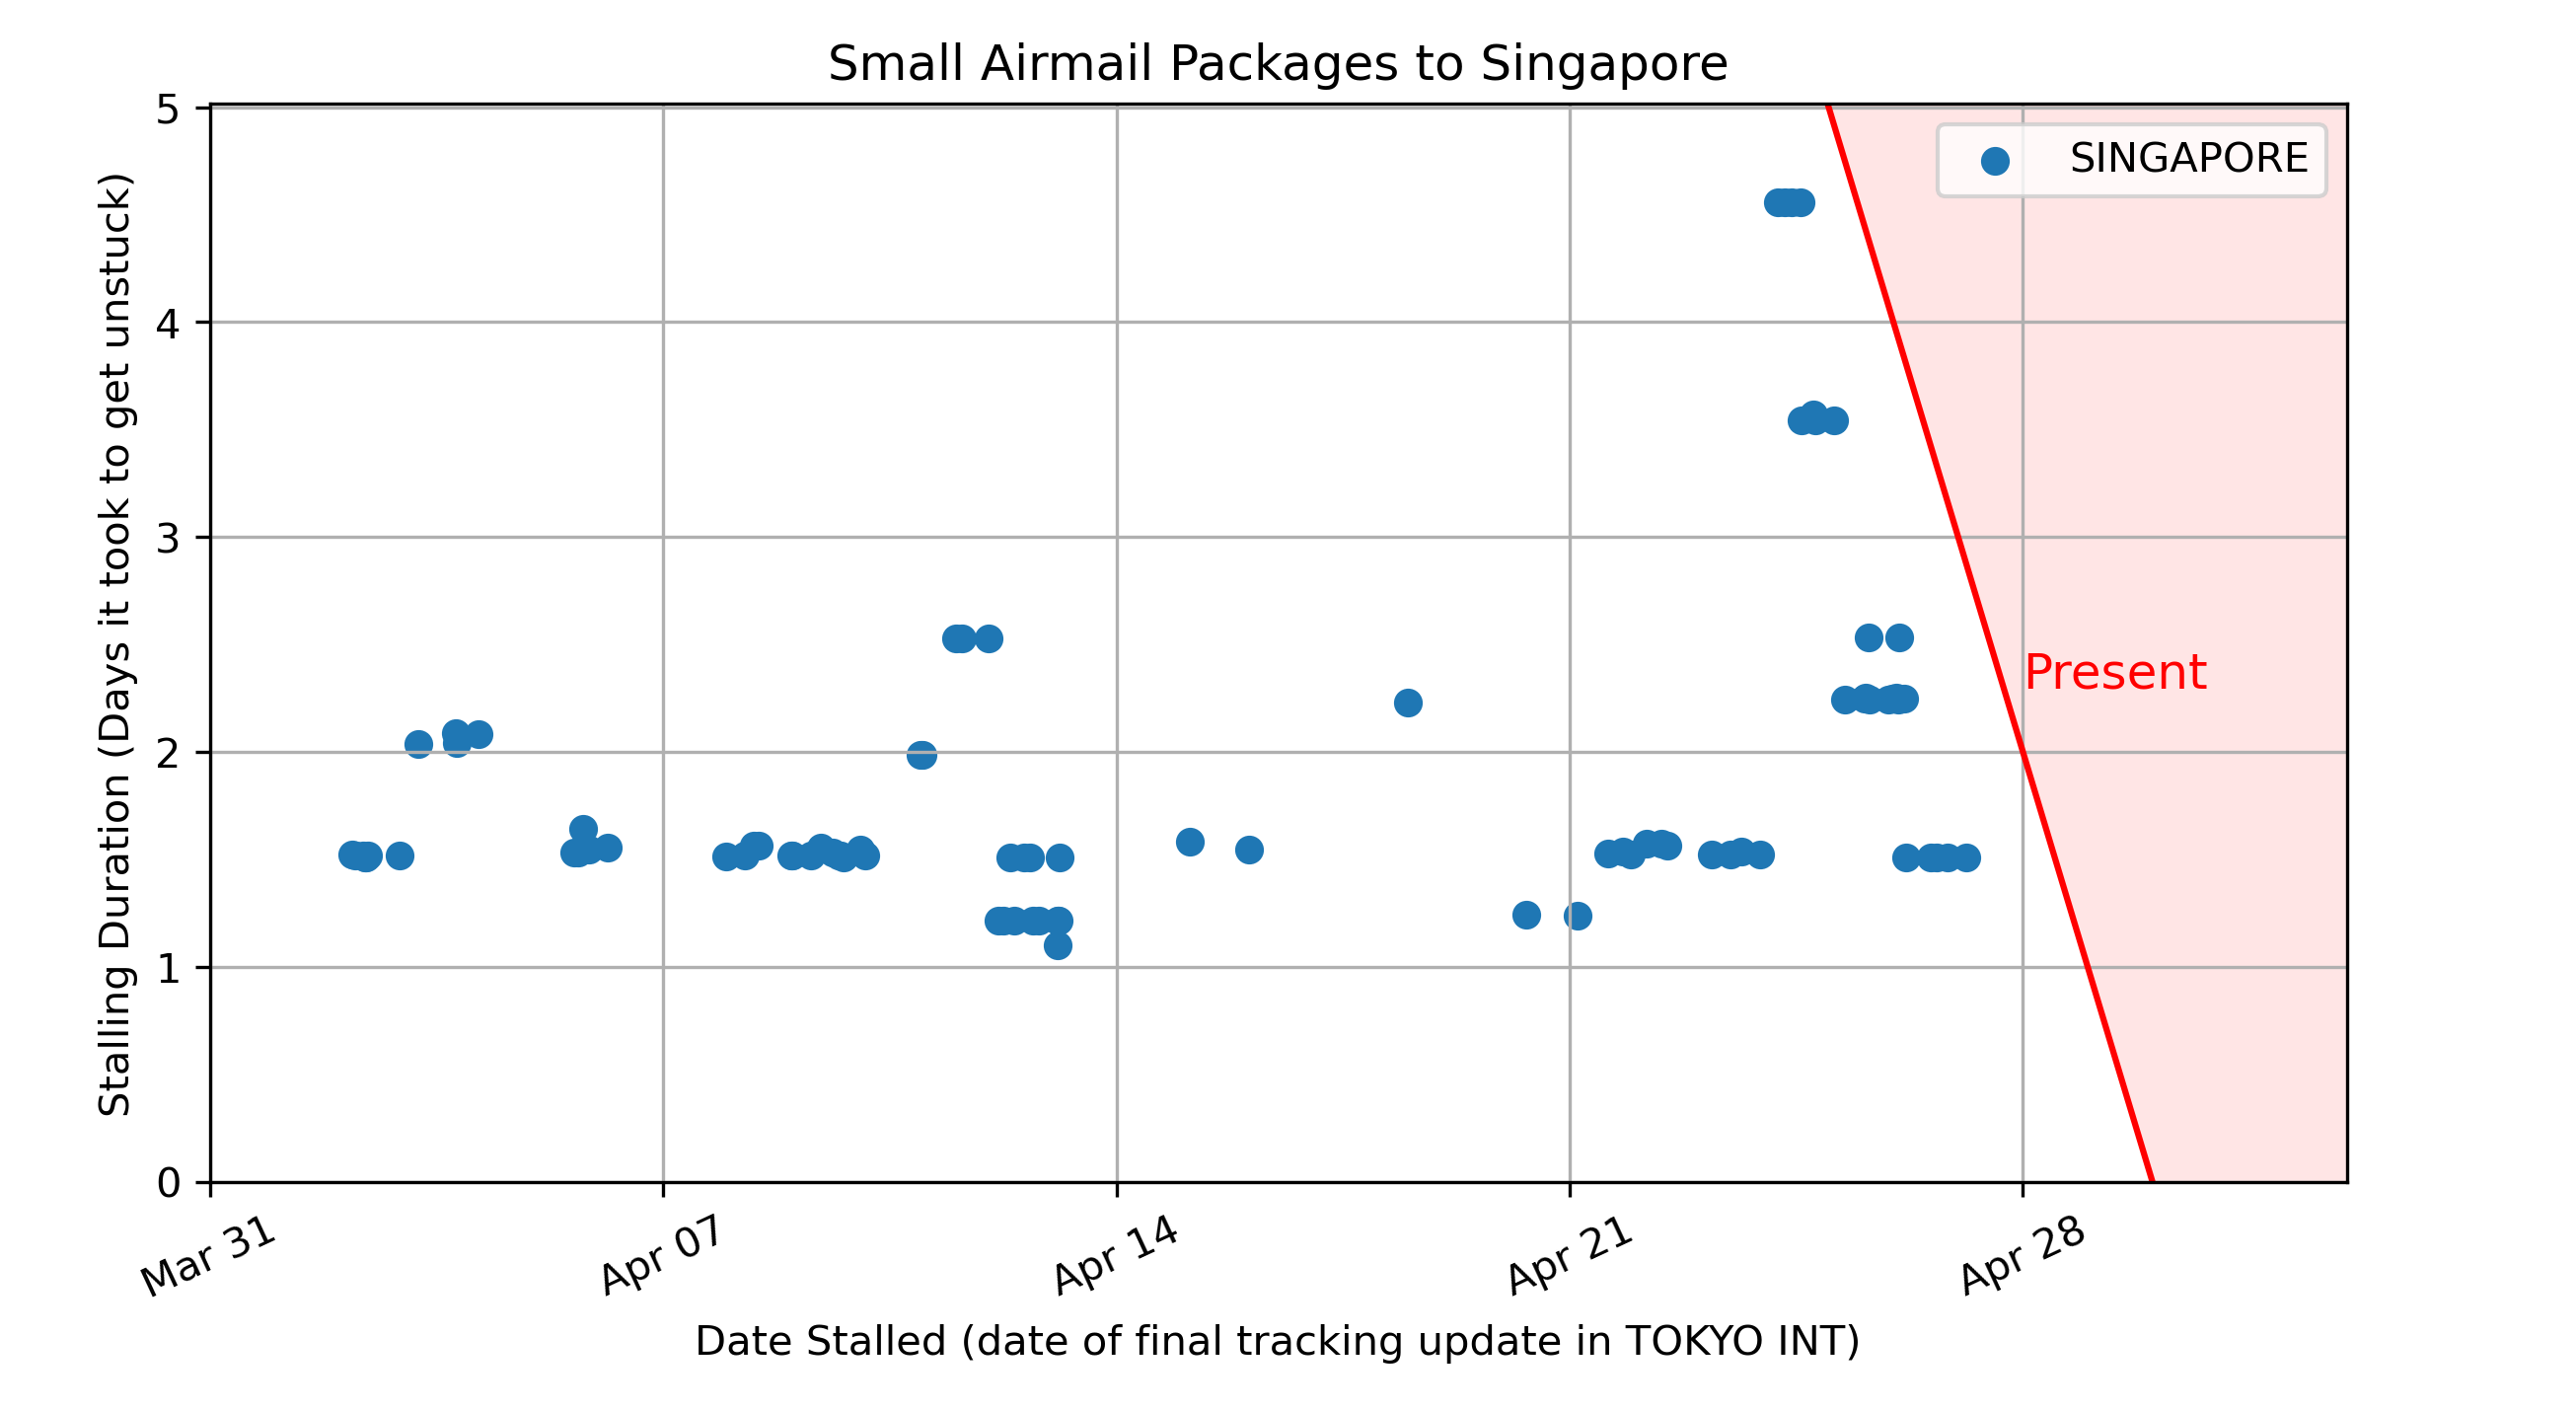 Small Airmail Packages to Singapore
SINGAPORE
Stalling Duration (Days it took to get unstuck)
5
4
3
2
1
0
Present
Mar 31
Apr 07
Apr 14
Apr 21
Apr 28
Date Stalled (date of final tracking update in TOKYO INT)